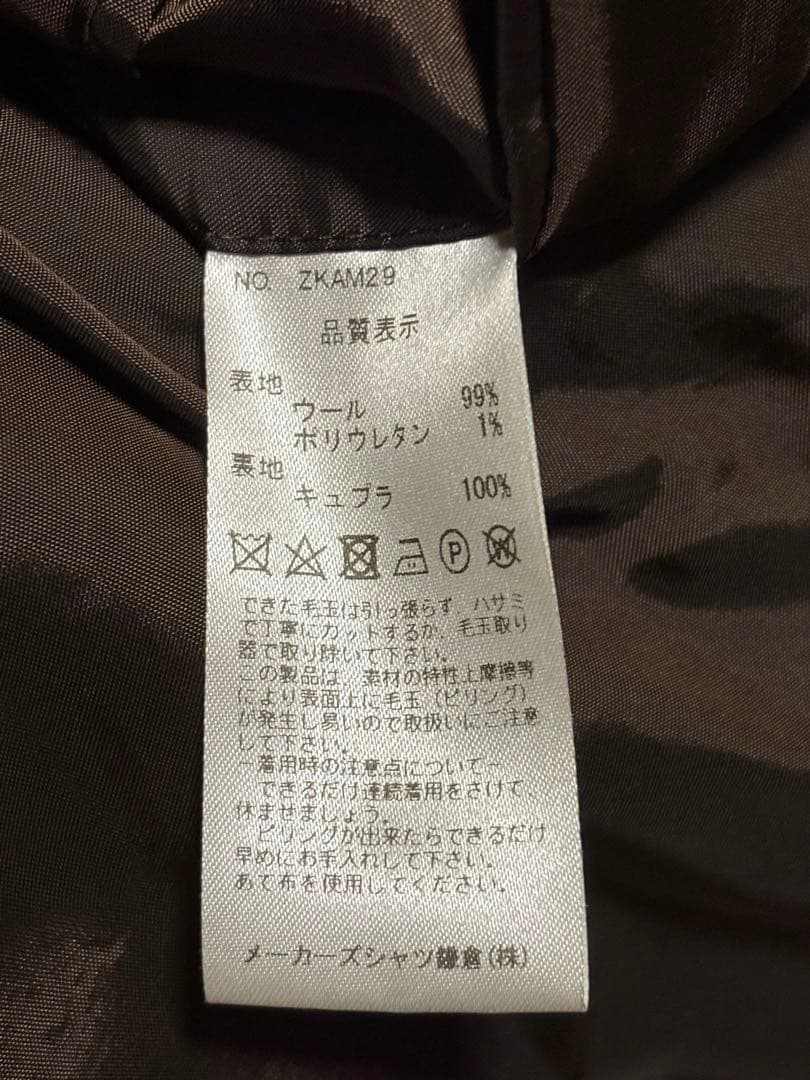 NO. ZKAM29
品質表示
表地
ウール 99%
ポリウレタン 1%
裏地
キュプラ 100%
P
W
できた毛玉は引っ張らず、ハサミ
で丁寧にカットするか、毛玉取り
器で取り除いて下さい。
この製品は、素材の特性上摩擦等
により表面上に毛玉（ピリング）
が発生し易いので取扱いにご注意
して下さい。
－着用時の注意点について－
できるだけ連続着用をさけて、
休ませましょう。
ピリングが出来たらできるだけ
早めにお手入れして下さい。
あて布を使用してください。
メーカーズシャツ鎌倉(株)